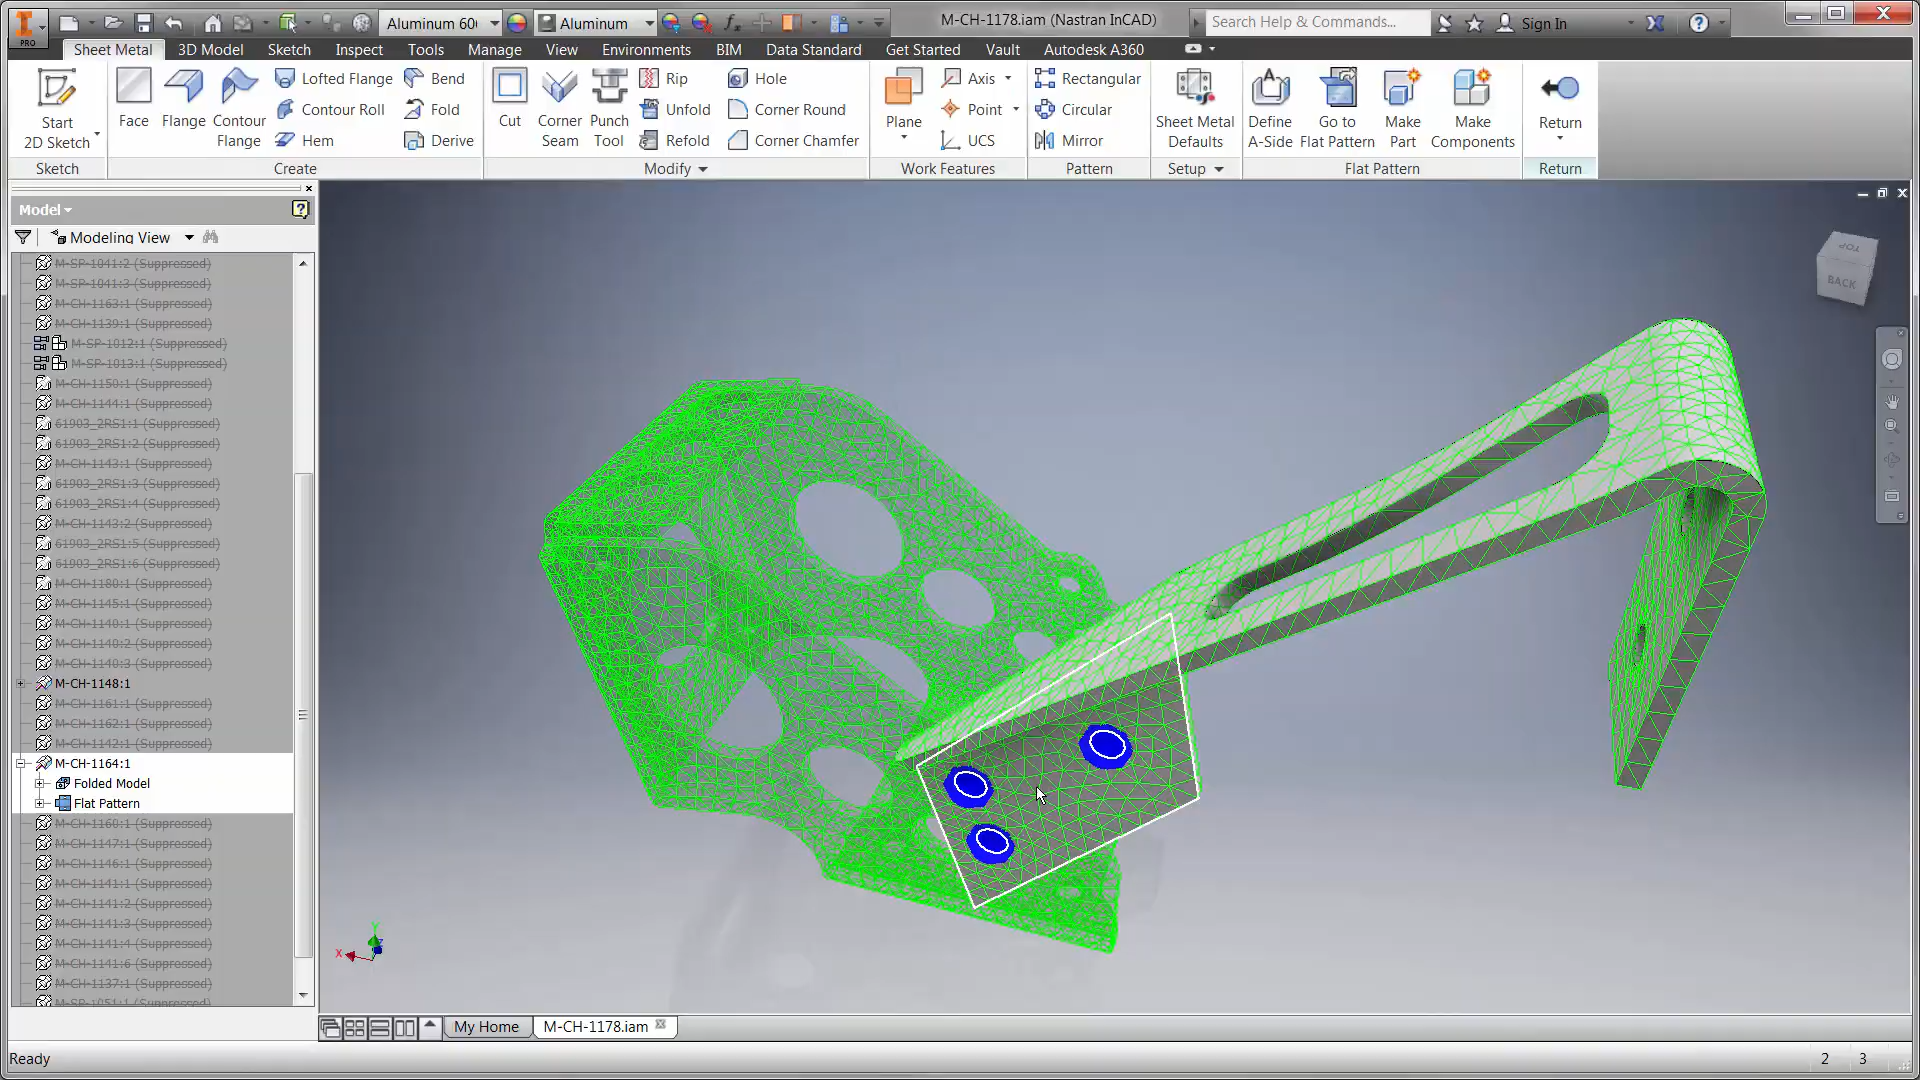 PRO
Aluminum 60
Aluminum
M-CH-1178.iam (Nastran InCAD)
Search Help & Commands...
Sign In
Sheet Metal
3D Model
Sketch
Inspect
Tools
Manage
View
Environments
BIM
Data Standard
Get Started
Vault
Autodesk A360
Start
2D Sketch
Face
Flange
Contour
Flange
Lofted Flange
Contour Roll
Hem
Bend
Fold
Derive
Cut
Corner
Seam
Punch
Tool
Rip
Unfold
Refold
Hole
Corner Round
Corner Chamfer
Plane
Axis
Point
UCS
Rectangular
Circular
Mirror
Sheet Metal
Defaults
Define
A-Side
Go to
Flat Pattern
Make
Part
Make
Components
Return
Sketch
Create
Modify
Work Features
Pattern
Setup
Flat Pattern
Return
Model
Modeling View
M-SP-1041:2 (Suppressed)
M-SP-1041:3 (Suppressed)
M-CH-1163:1 (Suppressed)
M-CH-1139:1 (Suppressed)
M-SP-1012:1 (Suppressed)
M-SP-1013:1 (Suppressed)
M-CH-1150:1 (Suppressed)
M-CH-1144:1 (Suppressed)
61903_2RS1:1 (Suppressed)
61903_2RS1:2 (Suppressed)
M-CH-1143:1 (Suppressed)
61903_2RS1:3 (Suppressed)
61903_2RS1:4 (Suppressed)
M-CH-1143:2 (Suppressed)
61903_2RS1:5 (Suppressed)
61903_2RS1:6 (Suppressed)
M-CH-1180:1 (Suppressed)
M-CH-1145:1 (Suppressed)
M-CH-1140:1 (Suppressed)
M-CH-1140:2 (Suppressed)
M-CH-1140:3 (Suppressed)
M-CH-1148:1
M-CH-1161:1 (Suppressed)
M-CH-1162:1 (Suppressed)
M-CH-1142:1 (Suppressed)
M-CH-1164:1
Folded Model
Flat Pattern
M-CH-1160:1 (Suppressed)
M-CH-1147:1 (Suppressed)
M-CH-1146:1 (Suppressed)
M-CH-1141:1 (Suppressed)
M-CH-1141:2 (Suppressed)
M-CH-1141:3 (Suppressed)
M-CH-1141:4 (Suppressed)
M-CH-1141:6 (Suppressed)
M-CH-1137:1 (Suppressed)
M-SP-1051:1 (Suppressed)
TOP
BACK
Y
X
My Home
M-CH-1178.iam
Ready
2
3